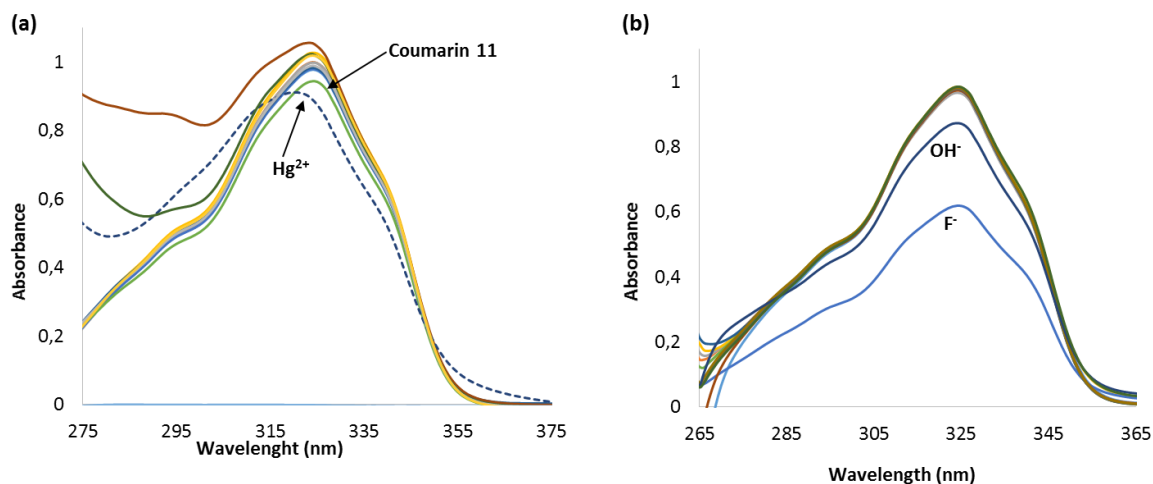 (a)
Absorbance
1
0,8
0,6
0,4
0,2
0
275 295 315 335 355 375
Wavelenght (nm)
Coumarin 11
Hg²⁺
(b)
Absorbance
1
0,8
0,6
0,4
0,2
0
265 285 305 325 345 365
Wavelength (nm)
OH⁻
F⁻